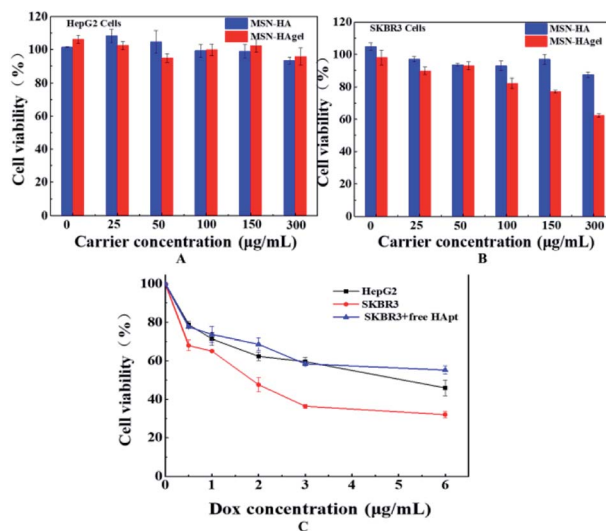 HepG2 Cells
MSN-HA
MSN-HAgel
Cell viability （%）
120
100
80
60
40
20
0
0 25 50 100 150 300
Carrier concentration (μg/mL)
A
SKBR3 Cells
MSN-HA
MSN-HAgel
Cell viability （%）
120
100
80
60
40
20
0
0 25 50 100 150 300
Carrier concentration (μg/mL)
B
HepG2
SKBR3
SKBR3+free HApt
Cell viability （%）
100
80
60
40
20
0
0 1 2 3 4 5 6
Dox concentration (μg/mL)
C